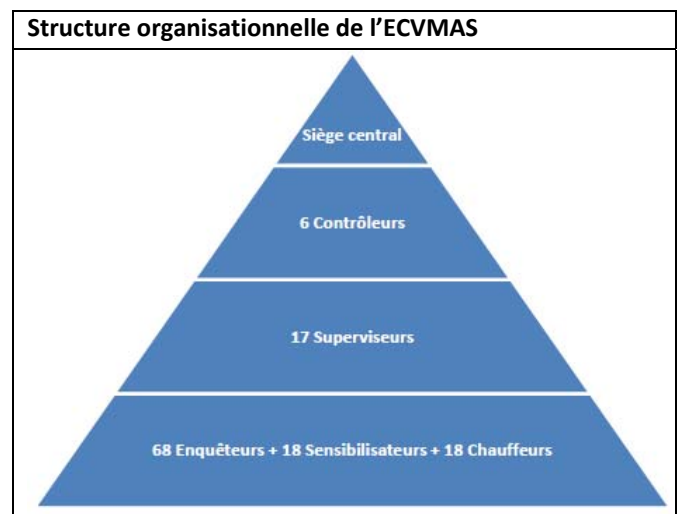 Structure organisationnelle de l’ECVMAS
Siège central
6 Contrôleurs
17 Superviseurs
68 Enquêteurs + 18 Sensibilisateurs + 18 Chauffeurs